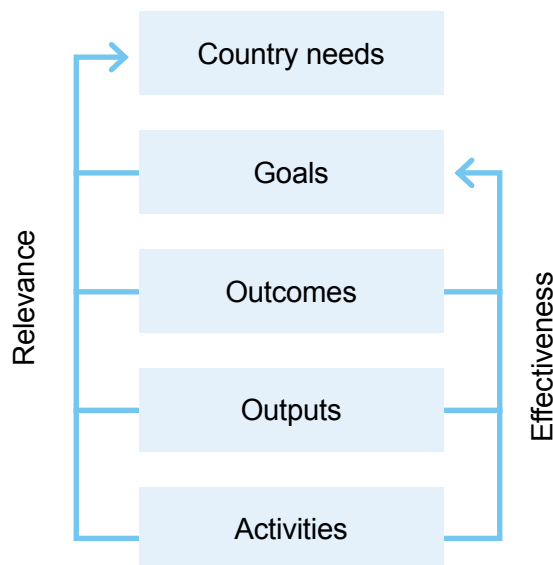 Country needs
Goals
Outcomes
Outputs
Activities
Relevance
Effectiveness